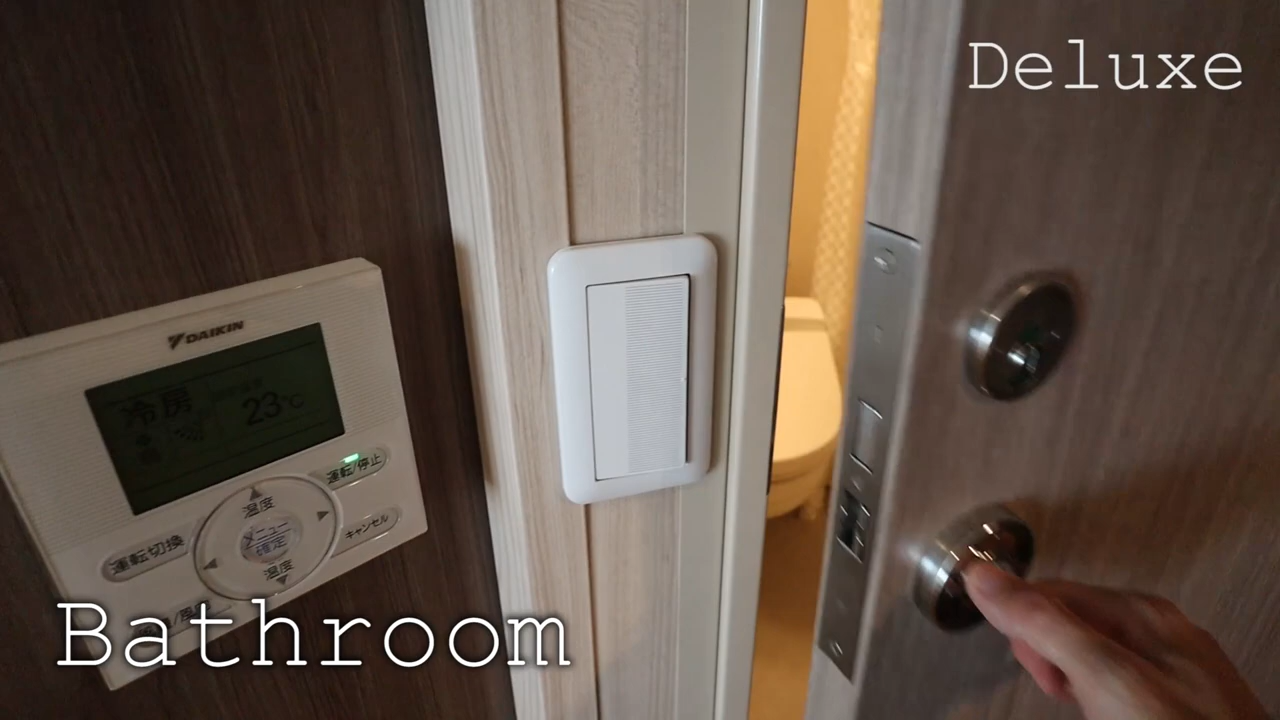 Deluxe
DAIKIN
冷房
23℃
運転/停止
温度
メニュー
確定
キャンセル
運転切換
温度
Bathroom